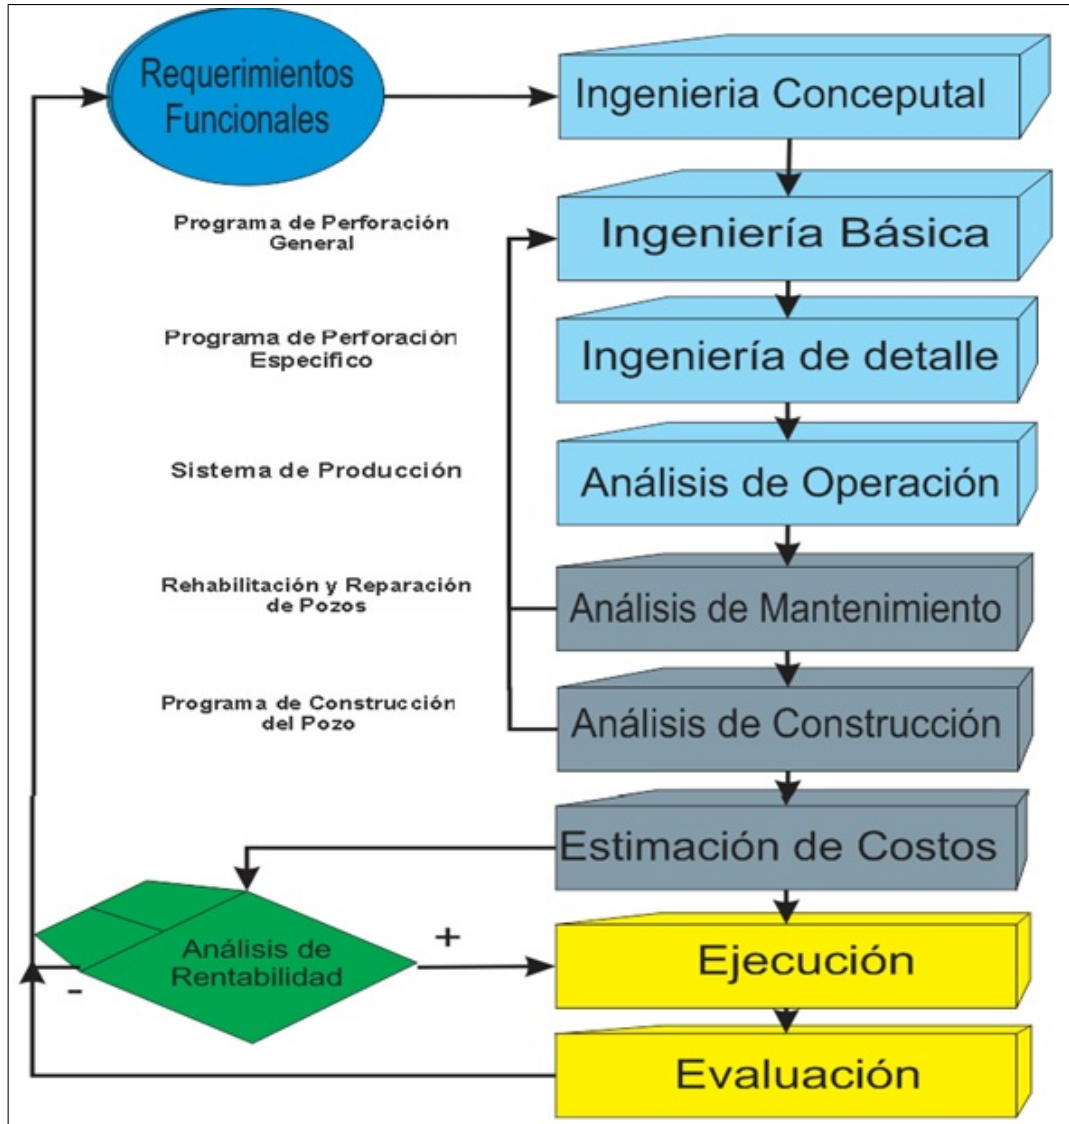 Requerimientos
Funcionales
Ingenieria Conceputal
Programa de Perforación
General
Ingeniería Básica
Programa de Perforación
Especifico
Ingeniería de detalle
Sistema de Producción
Análisis de Operación
Rehabilitación y Reparación
de Pozos
Análisis de Mantenimiento
Programa de Construcción
del Pozo
Análisis de Construcción
Estimación de Costos
Análisis de
Rentabilidad
+
-
Ejecución
Evaluación